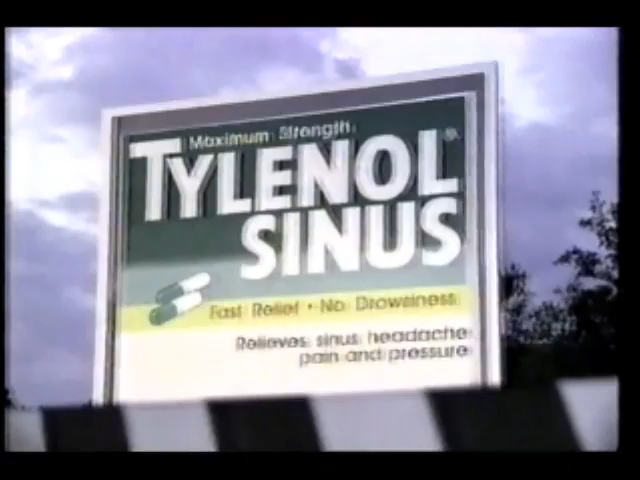 Maximum Strength
TYLENOL®
SINUS
Fast Relief • No Drowsiness
Relieves sinus headache
pain and pressure